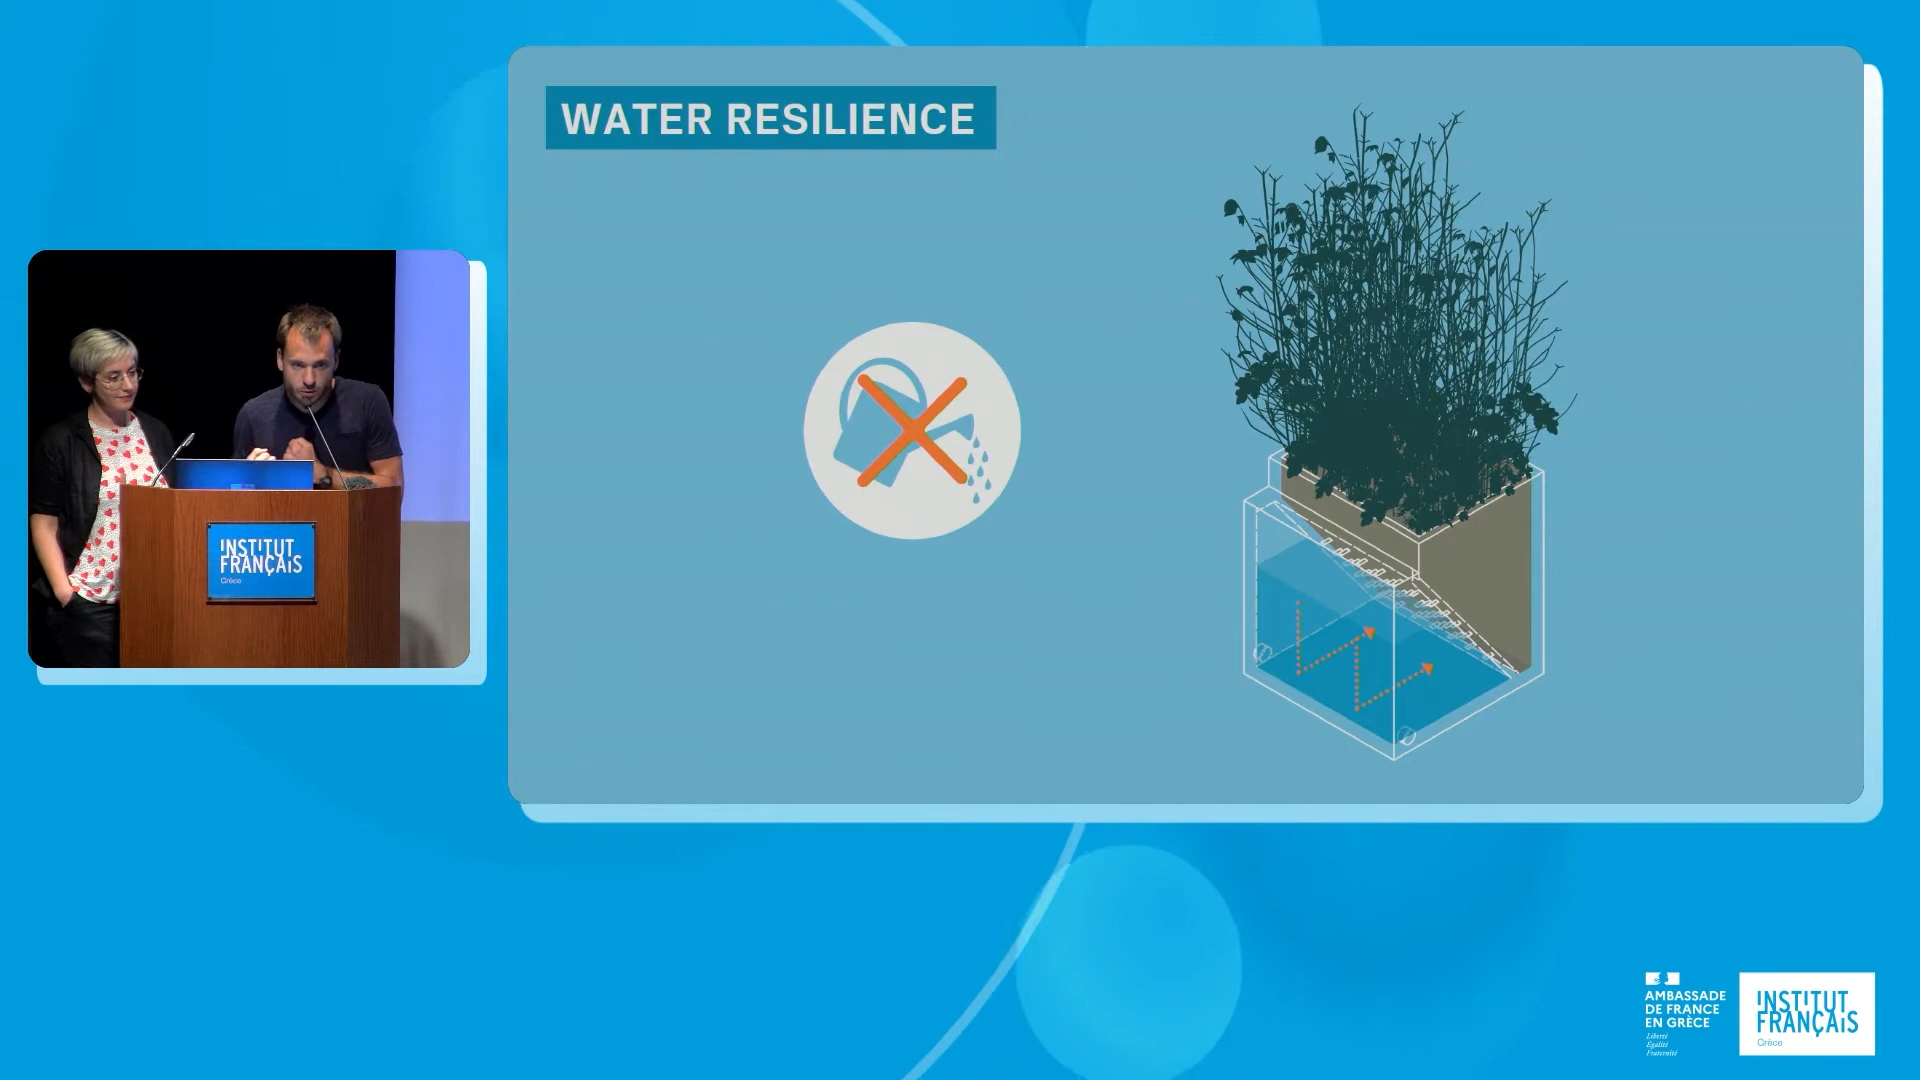 WATER RESILIENCE
INSTITUT
FRANÇAIS
Grèce
AMBASSADE
DE FRANCE
EN GRÈCE
Liberté
Égalité
Fraternité
INSTITUT
FRANÇAIS
Grèce